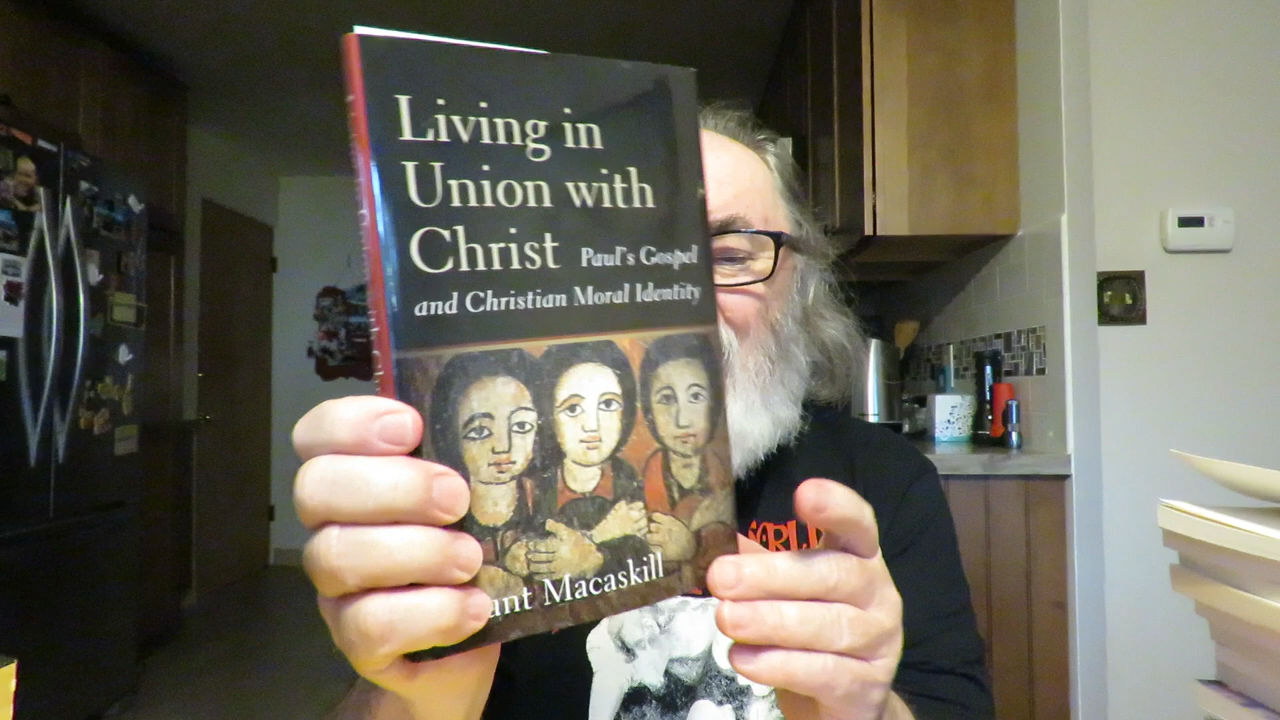 Living in
Union with
Christ Paul's Gospel
and Christian Moral Identity
ant Macaskill